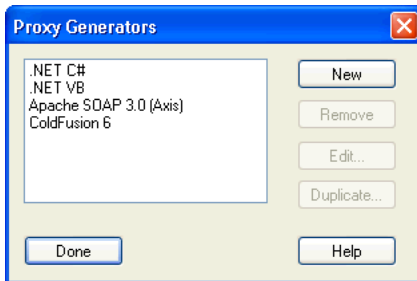 Proxy Generators
.NET C#
.NET VB
Apache SOAP 3.0 (Axis)
ColdFusion 6
New
Remove
Edit...
Duplicate...
Done
Help